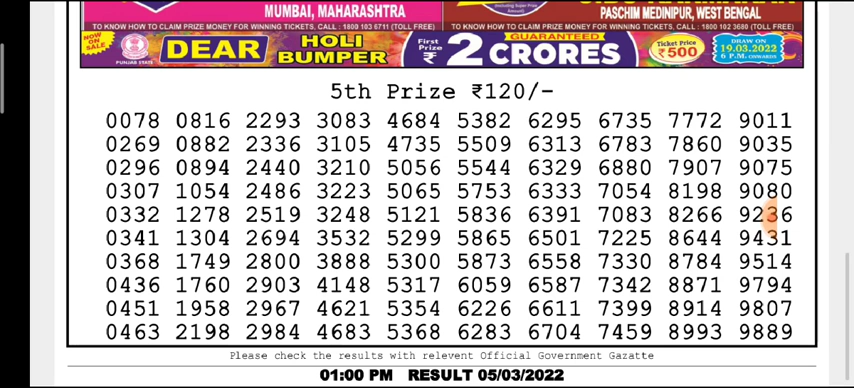 MUMBAI, MAHARASHTRA
PASCHIM MEDINIPUR, WEST BENGAL
TO KNOW HOW TO CLAIM PRIZE MONEY FOR WINNING TICKETS, CALL : 1800 103 6711 (TOLL FREE)
TO KNOW HOW TO CLAIM PRIZE MONEY FOR WINNING TICKETS, CALL : 1800 102 3680 (TOLL FREE)
NOW ON SALE
PUNJAB STATE
DEAR HOLI BUMPER
First Prize ₹ 2 CRORES GUARANTEED
Ticket Price ₹500
DRAW ON 19.03.2022 6 P.M. ONWARDS
5th Prize ₹120/-
0078 0816 2293 3083 4684 5382 6295 6735 7772 9011
0269 0882 2336 3105 4735 5509 6313 6783 7860 9035
0296 0894 2440 3210 5056 5544 6329 6880 7907 9075
0307 1054 2486 3223 5065 5753 6333 7054 8198 9080
0332 1278 2519 3248 5121 5836 6391 7083 8266 9236
0341 1304 2694 3532 5299 5865 6501 7225 8644 9431
0368 1749 2800 3888 5300 5873 6558 7330 8784 9514
0436 1760 2903 4148 5317 6059 6587 7342 8871 9794
0451 1958 2967 4621 5354 6226 6611 7399 8914 9807
0463 2198 2984 4683 5368 6283 6704 7459 8993 9889
Please check the results with relevent Official Government Gazatte
01:00 PM RESULT 05/03/2022